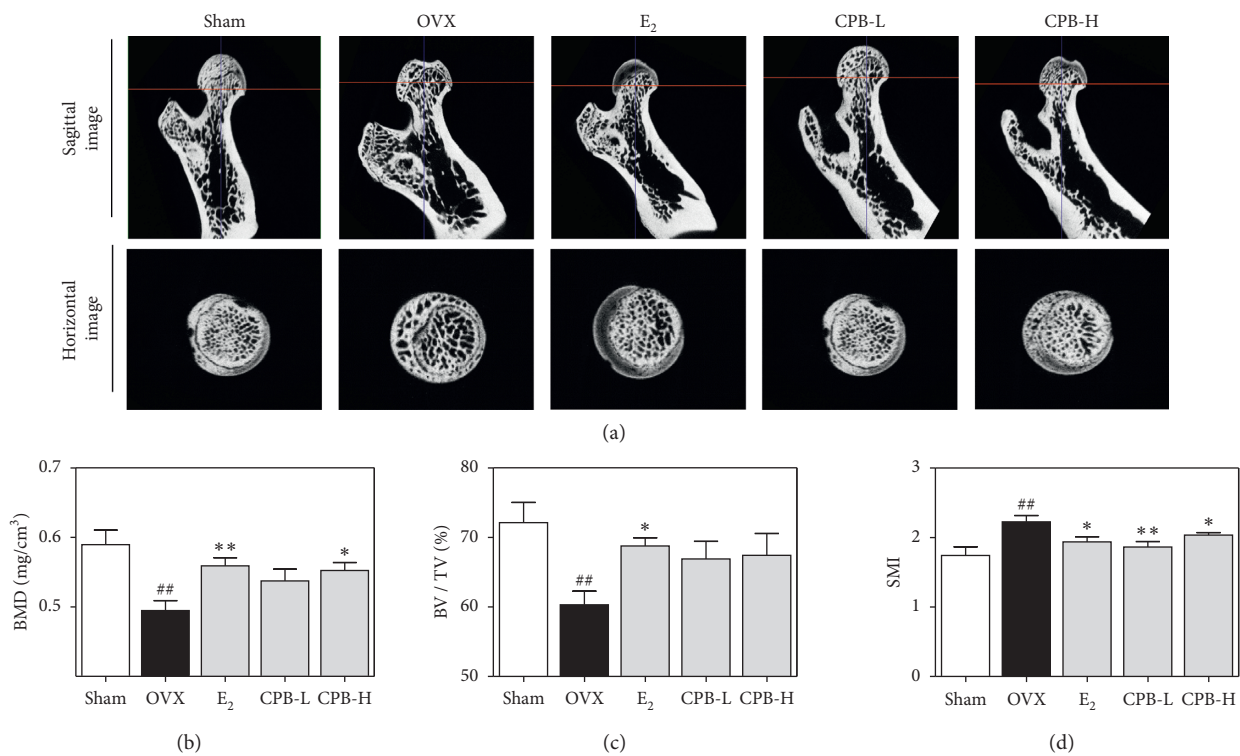 Sham OVX E₂ CPB-L CPB-H
Sagittal
image
Horizontal
image
(a)
BMD (mg/cm³)
0.7
0.6
0.5
##
**
*
Sham OVX E₂ CPB-L CPB-H
(b)
BV / TV (%)
80
70
60
50
##
*
Sham OVX E₂ CPB-L CPB-H
(c)
SMI
3
2
1
0
##
*
**
*
Sham OVX E₂ CPB-L CPB-H
(d)